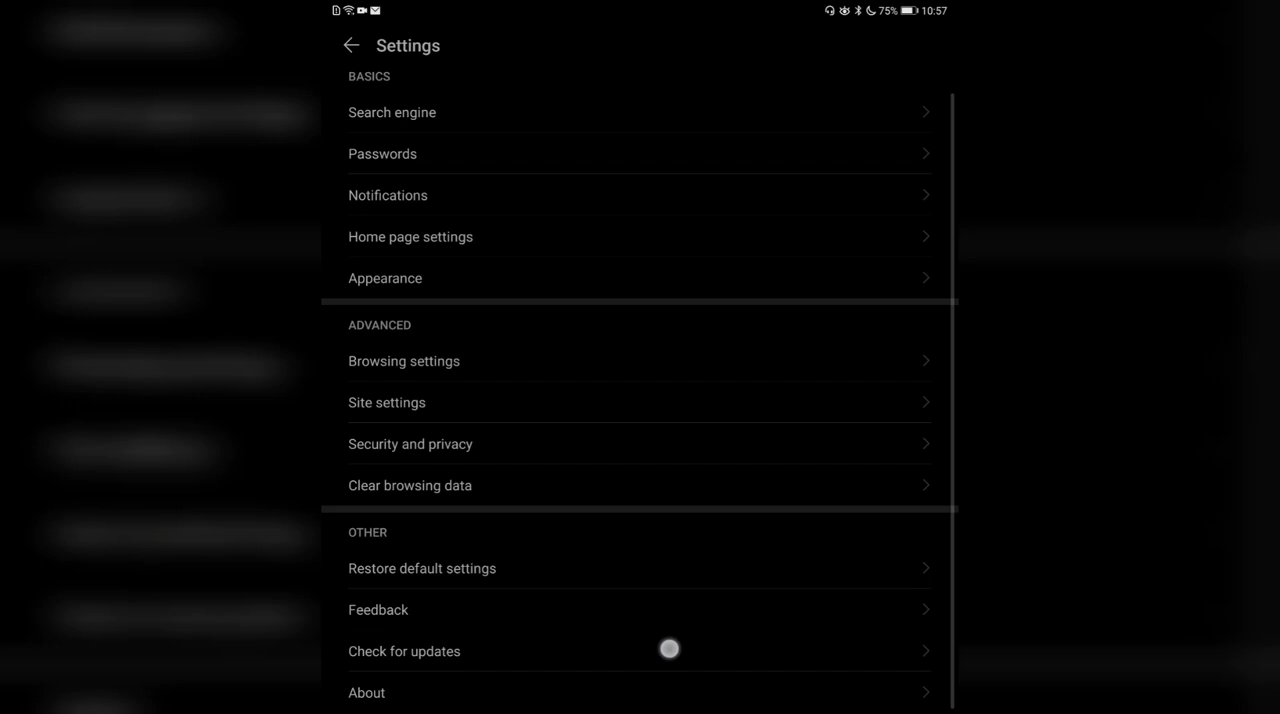 75% 10:57
Settings
BASICS
Search engine
Passwords
Notifications
Home page settings
Appearance
ADVANCED
Browsing settings
Site settings
Security and privacy
Clear browsing data
OTHER
Restore default settings
Feedback
Check for updates
About